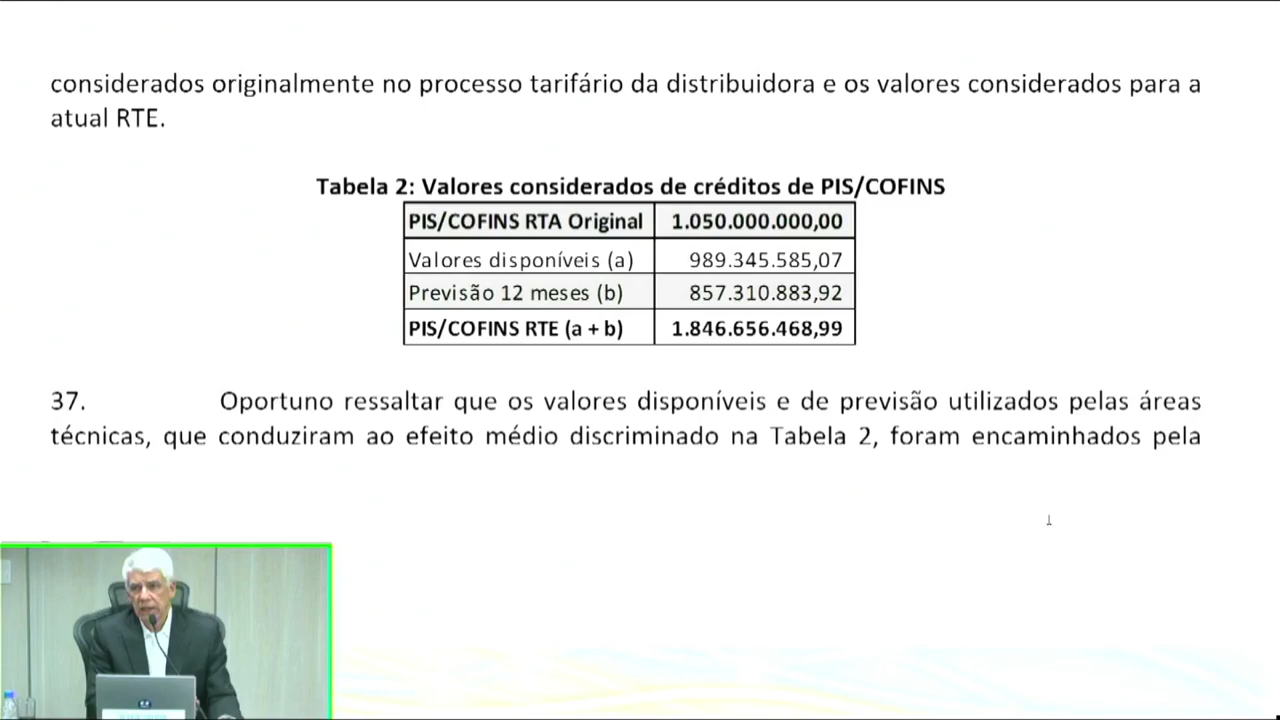 considerados originalmente no processo tarifário da distribuidora e os valores considerados para a
atual RTE.
Tabela 2: Valores considerados de créditos de PIS/COFINS
PIS/COFINS RTA Original 1.050.000.000,00
Valores disponíveis (a) 989.345.585,07
Previsão 12 meses (b) 857.310.883,92
PIS/COFINS RTE (a + b) 1.846.656.468,99
37. Oportuno ressaltar que os valores disponíveis e de previsão utilizados pelas áreas
técnicas, que conduziram ao efeito médio discriminado na Tabela 2, foram encaminhados pela